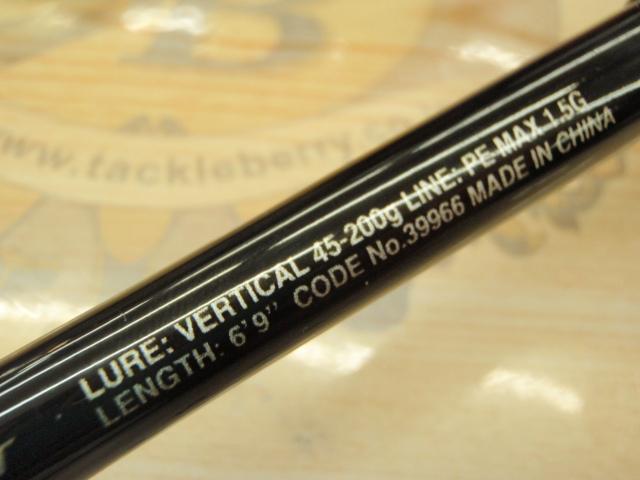 www.tackleberry.co
LURE: VERTICAL 45-200g LINE: PE MAX 1.5G
LENGTH: 6'9" CODE No.39966 MADE IN CHINA